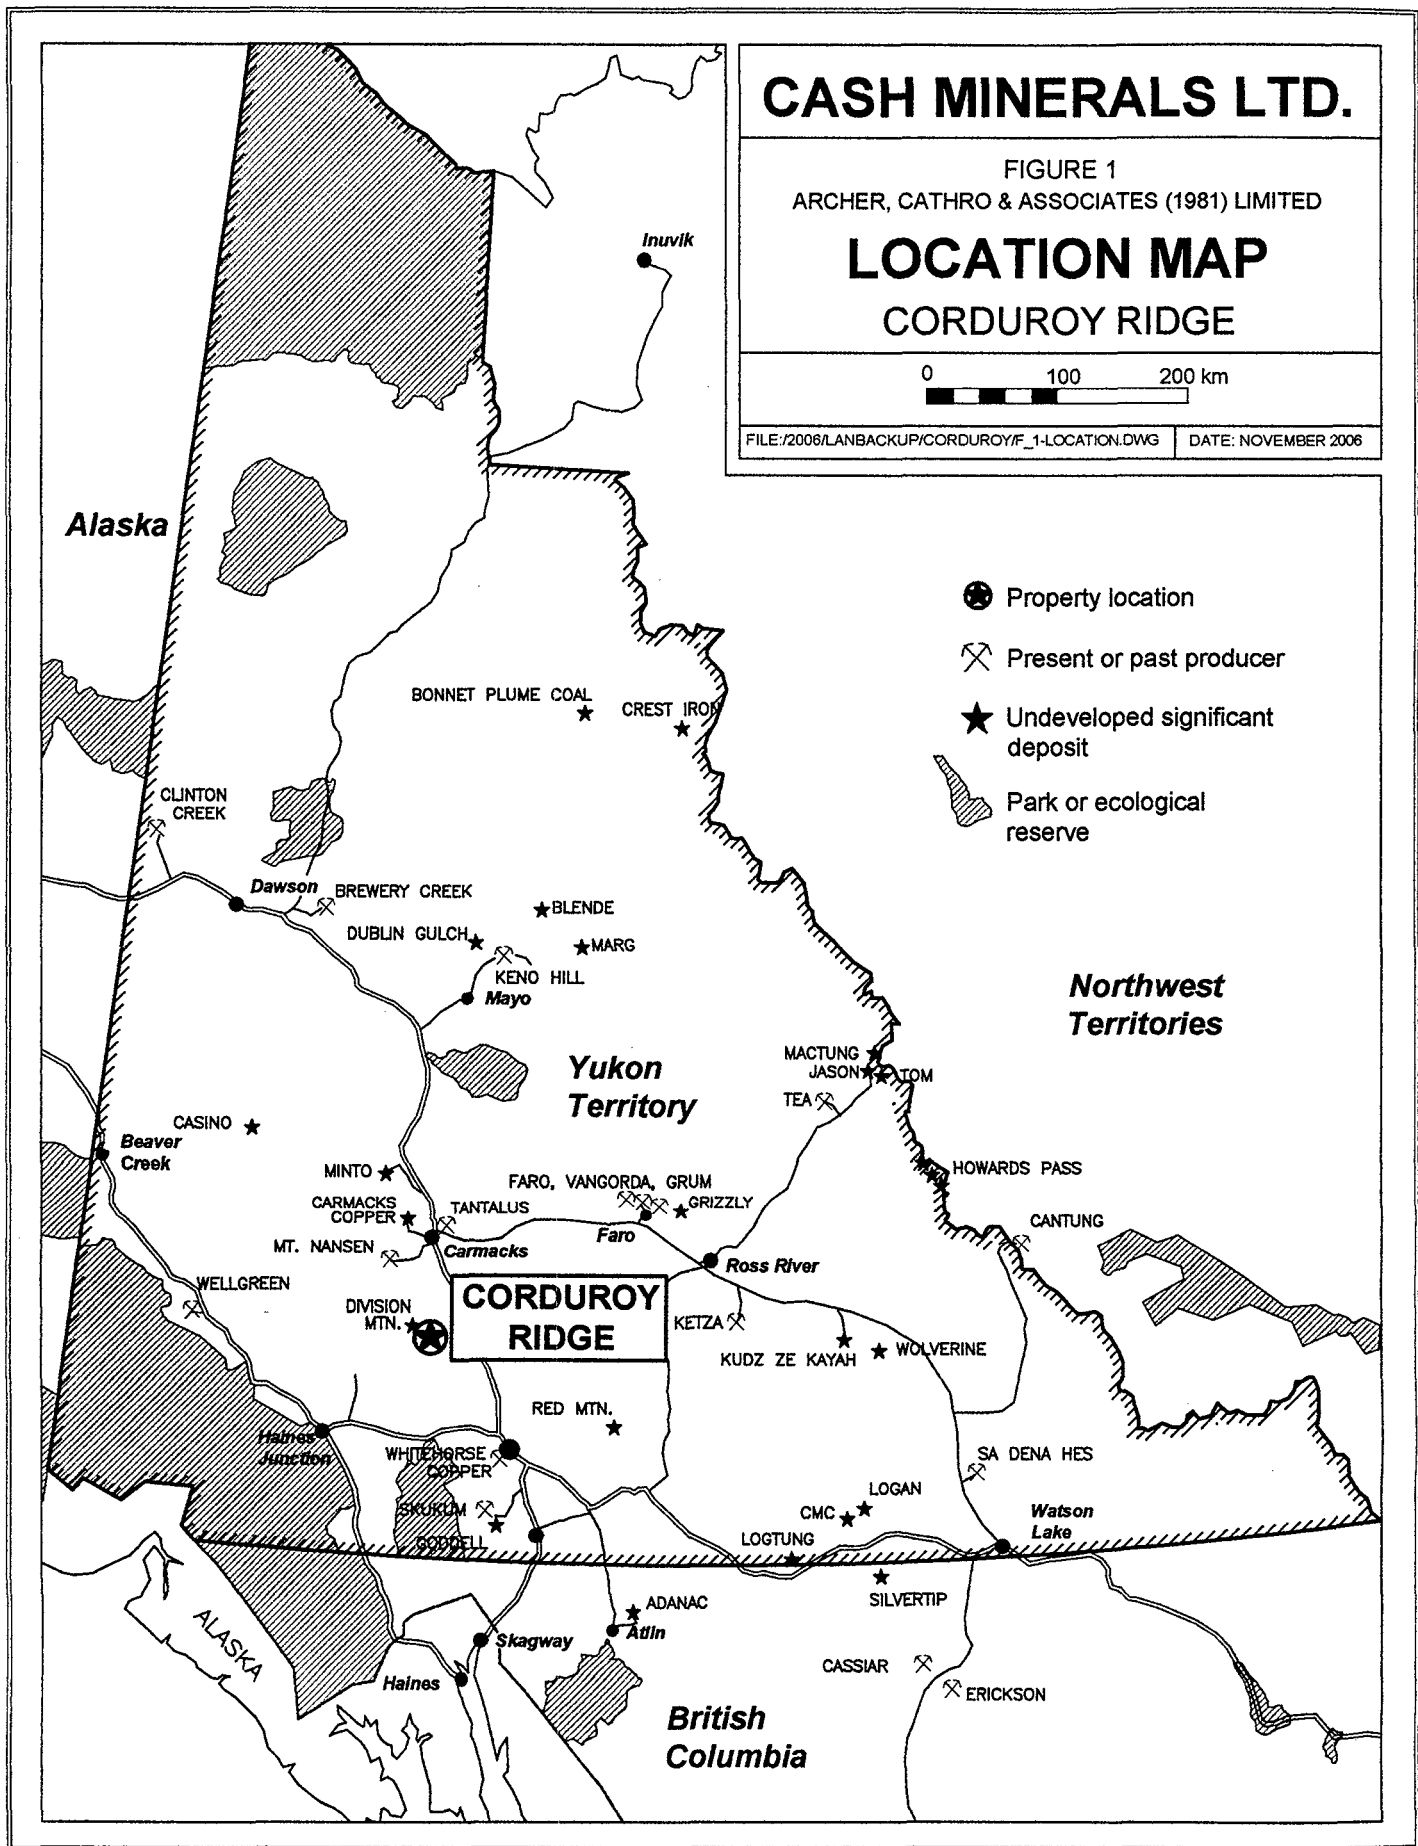 CASH MINERALS LTD.
FIGURE 1
ARCHER, CATHRO & ASSOCIATES (1981) LIMITED
LOCATION MAP
CORDUROY RIDGE
0 100 200 km
FILE:/2006/LANBACKUP/CORDUROY/F_1-LOCATION.DWG
DATE: NOVEMBER 2006
Inuvik
Alaska
Property location
Present or past producer
Undeveloped significant
deposit
Park or ecological
reserve
BONNET PLUME COAL
CREST IRON
CLINTON
CREEK
Dawson
BREWERY CREEK
BLENDE
DUBLIN GULCH
MARG
KENO HILL
Mayo
Northwest
Territories
Yukon
Territory
MACTUNG
JASON
TOM
TEA
CASINO
Beaver
Creek
MINTO
HOWARDS PASS
FARO, VANGORDA, GRUM
GRIZZLY
CARMACKS
COPPER
TANTALUS
CANTUNG
Faro
MT. NANSEN
Carmacks
Ross River
WELLGREEN
CORDUROY
RIDGE
DIVISION
MTN.
KETZA
KUDZ ZE KAYAH
WOLVERINE
RED MTN.
Haines
Junction
WHITEHORSE
COPPER
SA DENA HES
LOGAN
CMC
SKUKUM
GODDELL
Watson
Lake
LOGTUNG
SILVERTIP
ADANAC
Atlin
ALASKA
Skagway
Haines
CASSIAR
ERICKSON
British
Columbia